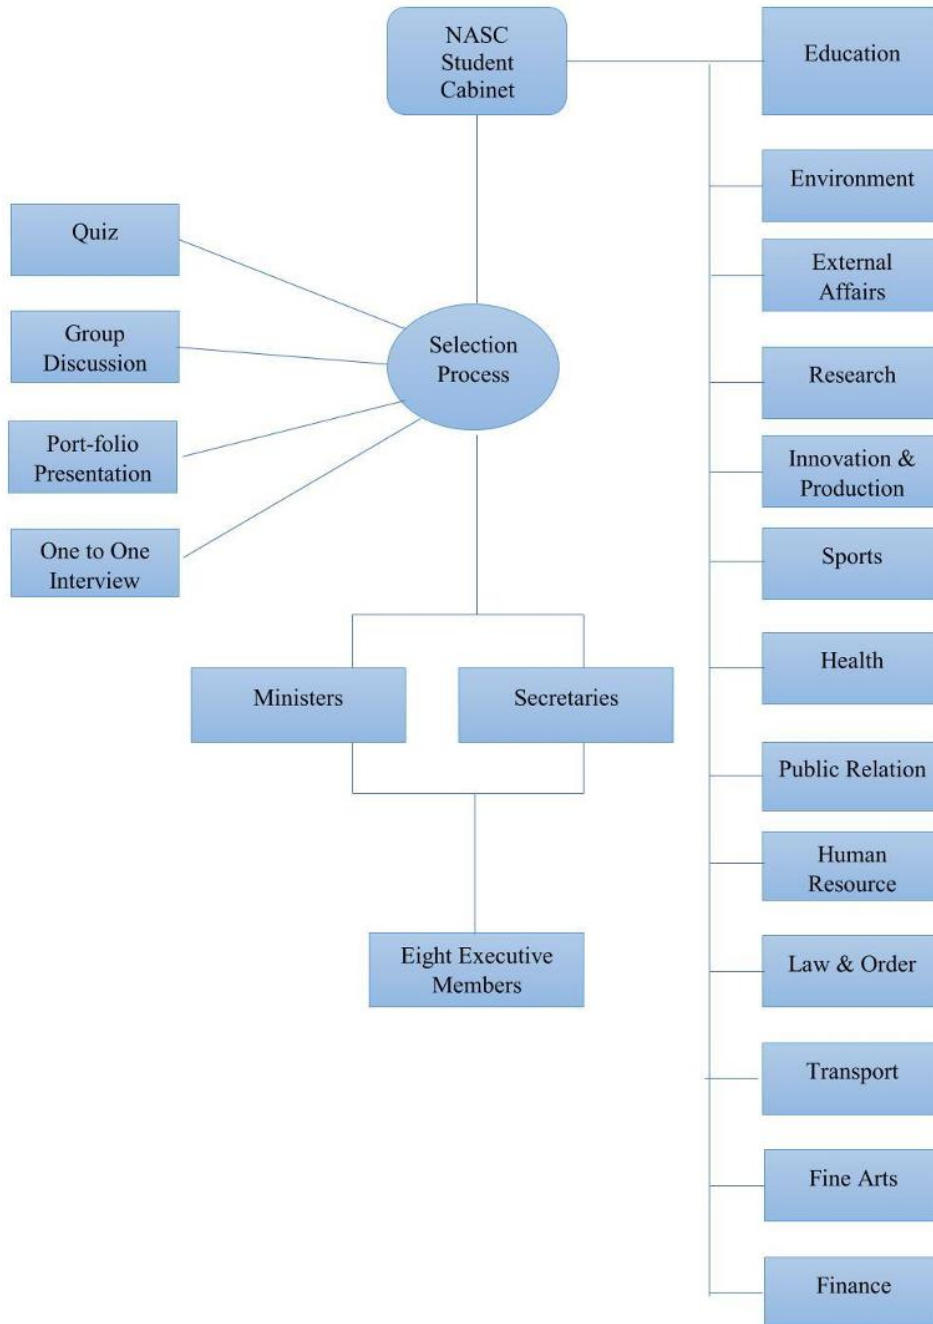 NASC
Student
Cabinet
Education
Environment
External
Affairs
Research
Innovation &
Production
Sports
Health
Public Relation
Human
Resource
Law & Order
Transport
Fine Arts
Finance
Quiz
Group
Discussion
Port-folio
Presentation
One to One
Interview
Selection
Process
Ministers
Secretaries
Eight Executive
Members